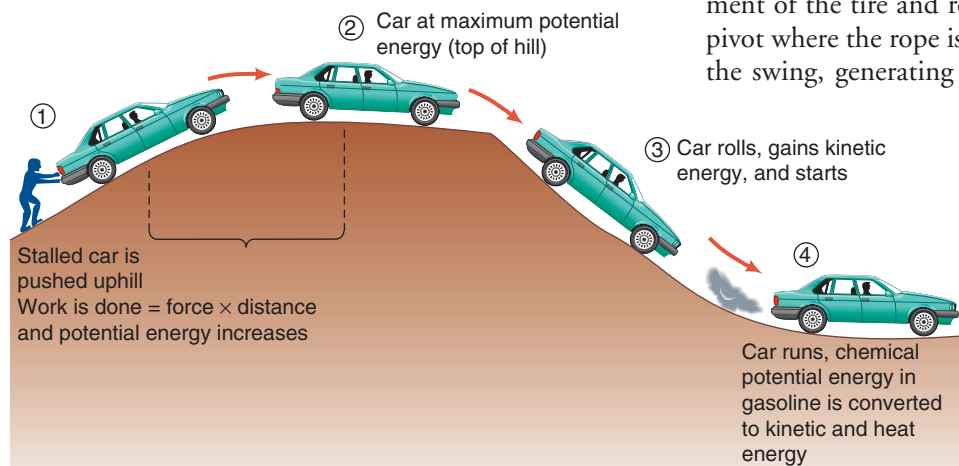 ment of the tire and
pivot where the rope is
the swing, generating
② Car at maximum potential
energy (top of hill)
①
③ Car rolls, gains kinetic
energy, and starts
④
Stalled car is
pushed uphill
Work is done = force × distance
and potential energy increases
Car runs, chemical
potential energy in
gasoline is converted
to kinetic and heat
energy